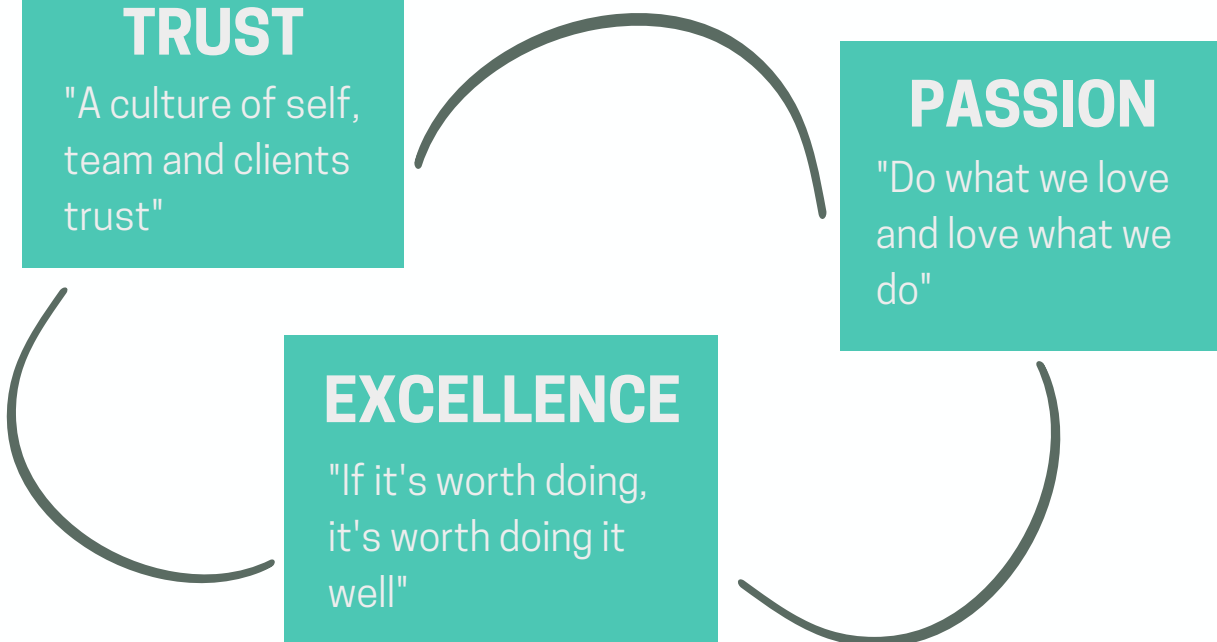 TRUST
"A culture of self,
team and clients
trust"
PASSION
"Do what we love
and love what we
do"
EXCELLENCE
"If it's worth doing,
it's worth doing it
well"